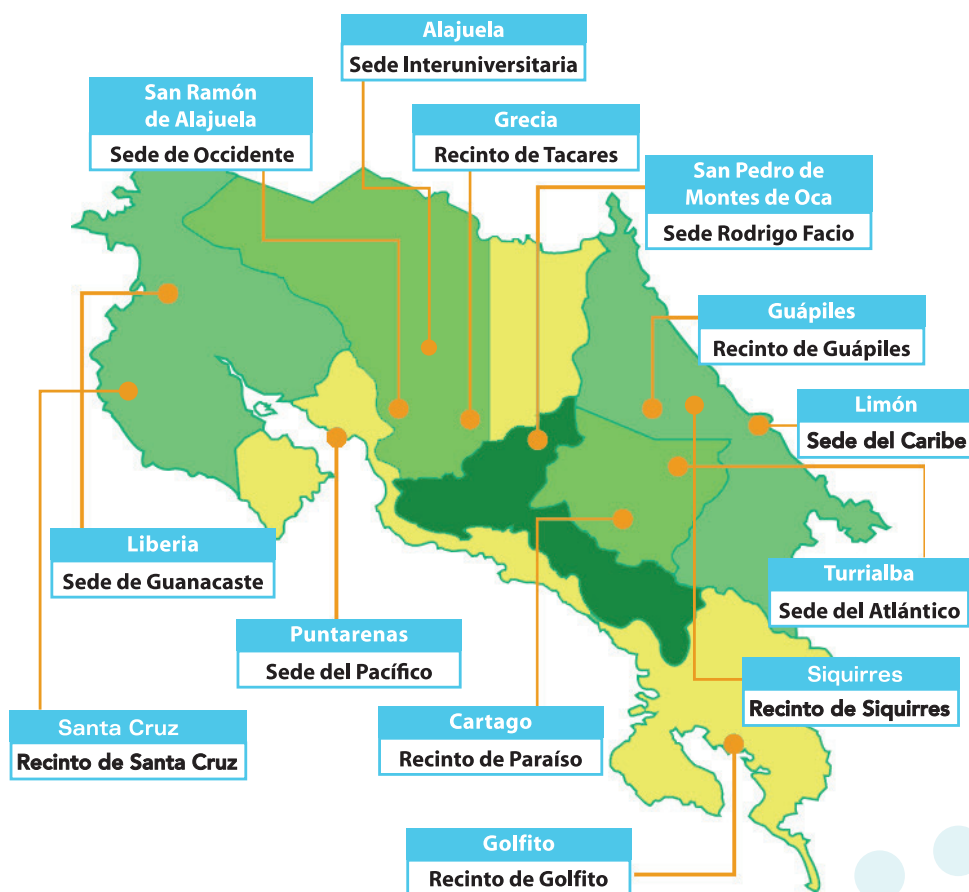 Alajuela
Sede Interuniversitaria
San Ramón
de Alajuela
Sede de Occidente
Grecia
Recinto de Tacares
San Pedro de
Montes de Oca
Sede Rodrigo Facio
Guápiles
Recinto de Guápiles
Limón
Sede del Caribe
Liberia
Sede de Guanacaste
Turrialba
Sede del Atlántico
Puntarenas
Sede del Pacífico
Siquirres
Recinto de Siquirres
Santa Cruz
Recinto de Santa Cruz
Cartago
Recinto de Paraíso
Golfito
Recinto de Golfito